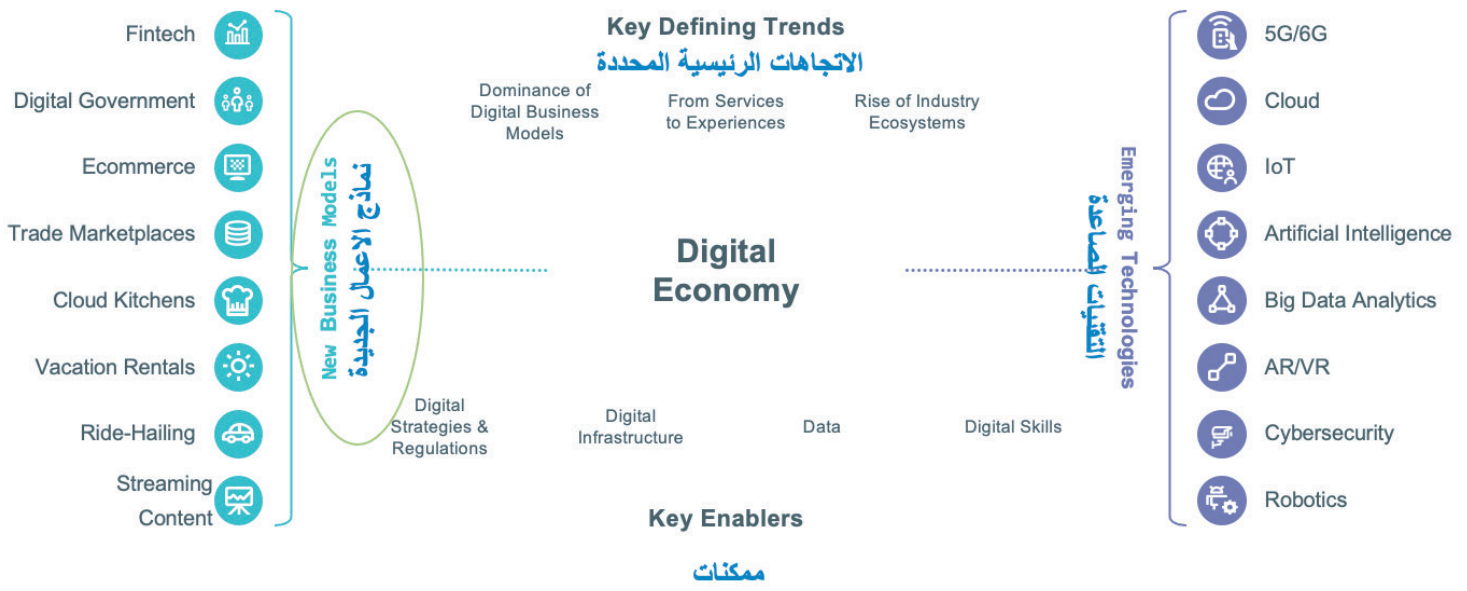 Fintech
Digital Government
Ecommerce
Trade Marketplaces
Cloud Kitchens
Vacation Rentals
Ride-Hailing
Streaming
Content
New Business Models
نماذج الاعمال الجديدة
Key Defining Trends
الاتجاهات الرئيسية المحددة
Dominance of
Digital Business
Models
From Services
to Experiences
Rise of Industry
Ecosystems
Digital
Economy
Digital
Strategies &
Regulations
Digital
Infrastructure
Data
Digital Skills
Key Enablers
ممكنات
Emerging Technologies
التقنيات الصاعدة
5G/6G
Cloud
IoT
Artificial Intelligence
Big Data Analytics
AR/VR
Cybersecurity
Robotics